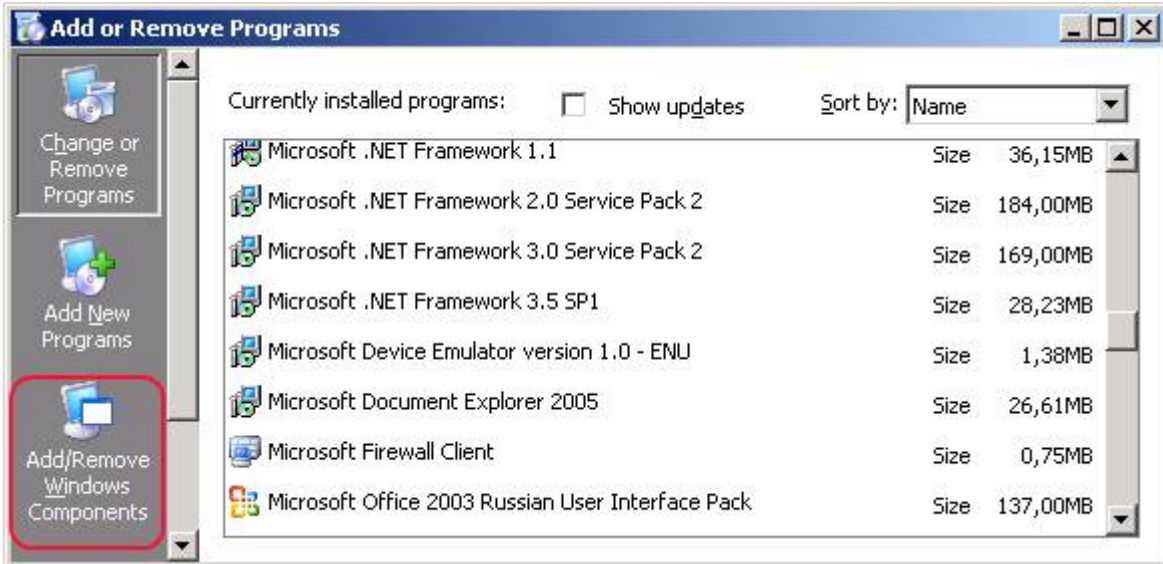 Add or Remove Programs
Change or
Remove
Programs
Add New
Programs
Add/Remove
Windows
Components
Currently installed programs: Show updates Sort by: Name
Microsoft .NET Framework 1.1 Size 36,15MB
Microsoft .NET Framework 2.0 Service Pack 2 Size 184,00MB
Microsoft .NET Framework 3.0 Service Pack 2 Size 169,00MB
Microsoft .NET Framework 3.5 SP1 Size 28,23MB
Microsoft Device Emulator version 1.0 - ENU Size 1,38MB
Microsoft Document Explorer 2005 Size 26,61MB
Microsoft Firewall Client Size 0,75MB
Microsoft Office 2003 Russian User Interface Pack Size 137,00MB